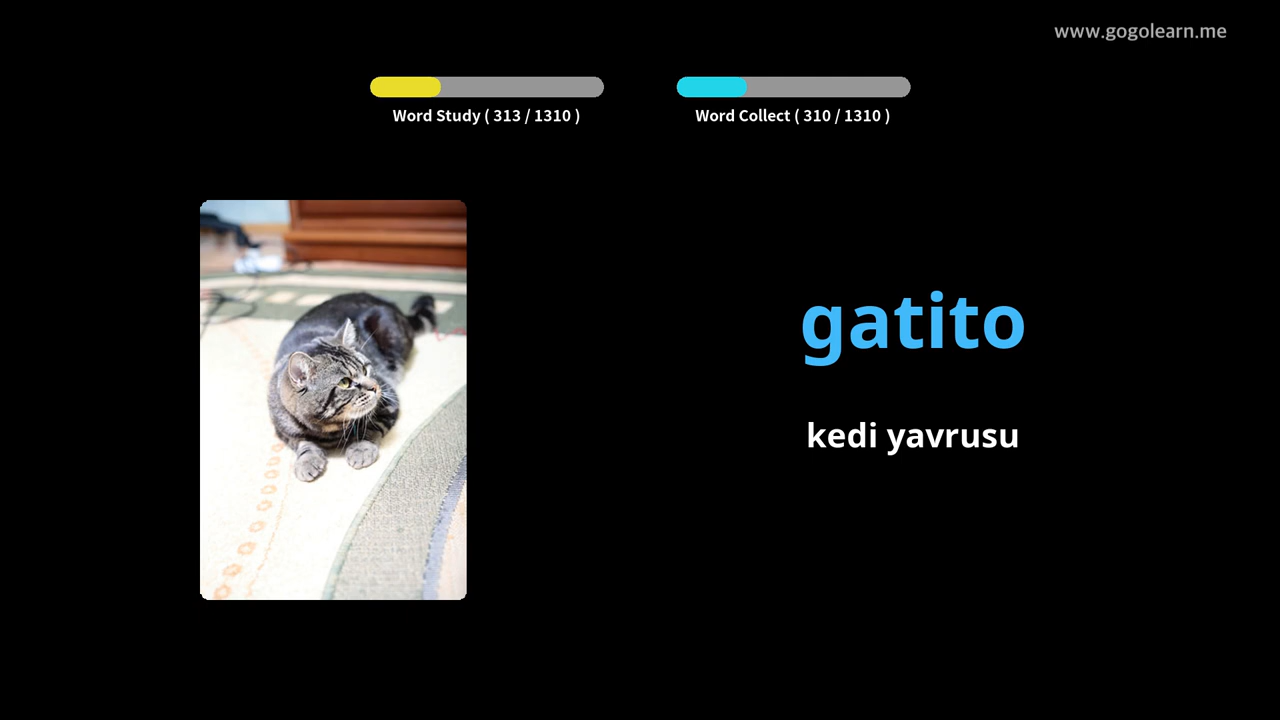 www.gogolearn.me
Word Study ( 313 / 1310 )
Word Collect ( 310 / 1310 )
gatito
kedi yavrusu